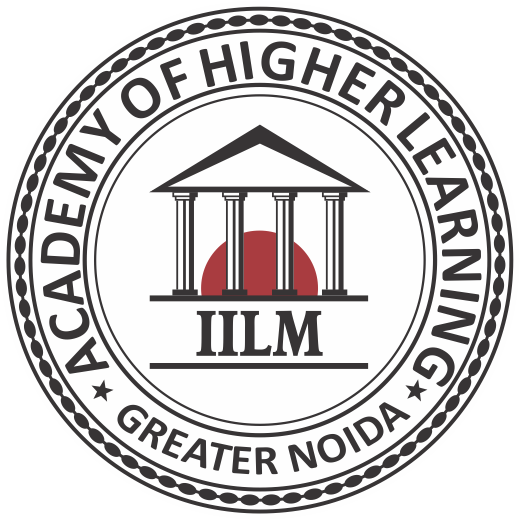 ACADEMY OF HIGHER LEARNING
IILM
GREATER NOIDA